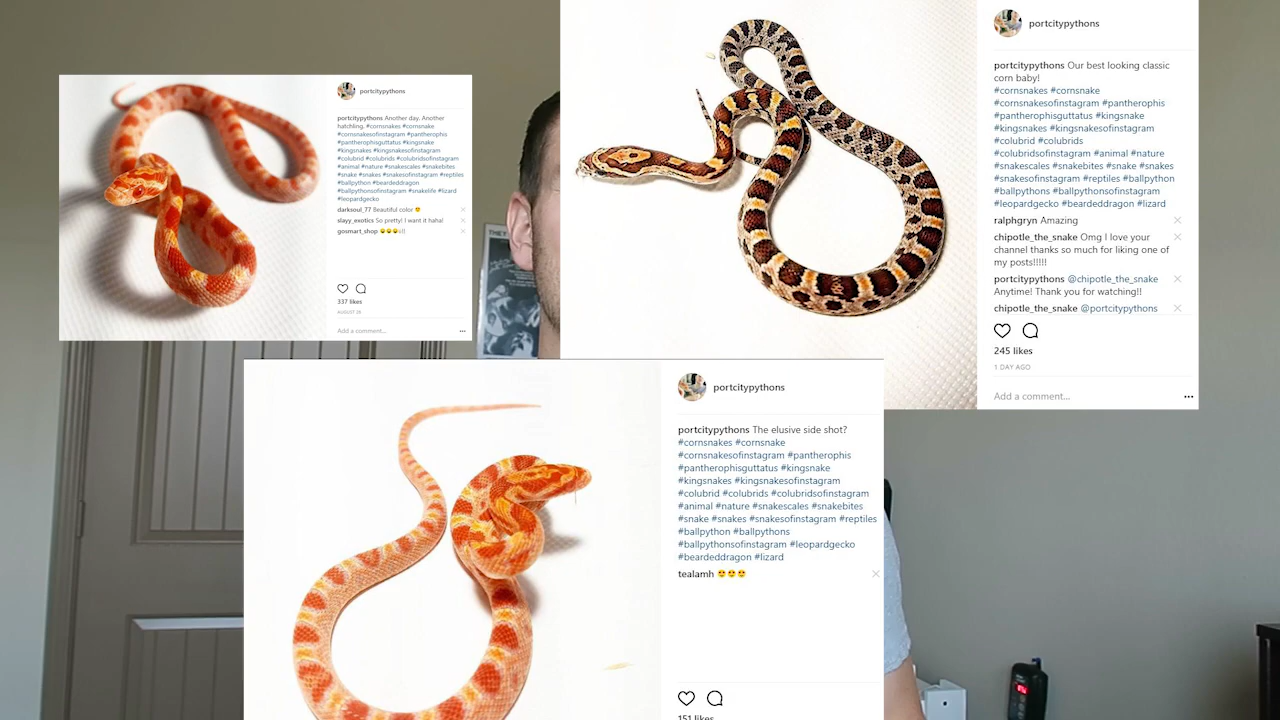 portcitypythons
portcitypythons Another day. Another
hatchling. #cornsnakes #cornsnake
#cornsnakesofinstagram #pantherophis
#pantherophisguttatus #kingsnake
#kingsnakes #kingsnakesofinstagram
#colubrid #colubrids #colubridsofinstagram
#animal #nature #snakescales #snakebites
#snake #snakes #snakesofinstagram #reptiles
#ballpython #beardeddragon
#ballpythonsofinstagram #snakelife #lizard
#leopardgecko
darksoul_77 Beautiful color 😍
slayy_exotics So pretty! I want it haha!
337 likes
AUGUST 28
Add a comment...
portcitypythons
portcitypythons Our best looking classic
corn baby!
#cornsnakes #cornsnake
#cornsnakesofinstagram #pantherophis
#pantherophisguttatus #kingsnake
#kingsnakes #kingsnakesofinstagram
#colubrid #colubrids
#colubridsofinstagram #animal #nature
#snakescales #snakebites #snake #snakes
#snakesofinstagram #reptiles #ballpython
#ballpythons #ballpythonsofinstagram
#leopardgecko #beardeddragon #lizard
ralphgryn Amazing
chipotle_the_snake Omg I love your
channel thanks so much for liking one of
my posts!!!!!
portcitypythons @chipotle_the_snake
Anytime! Thank you for watching!!
chipotle_the_snake @portcitypythons
245 likes
1 DAY AGO
Add a comment...
portcitypythons
portcitypythons The elusive side shot?
#cornsnakes #cornsnake
#cornsnakesofinstagram #pantherophis
#pantherophisguttatus #kingsnake
#kingsnakes #kingsnakesofinstagram
#colubrid #colubrids #colubridsofinstagram
#animal #nature #snakescales #snakebites
#snake #snakes #snakesofinstagram #reptiles
#ballpython #ballpythons
#ballpythonsofinstagram #leopardgecko
#beardeddragon #lizard
tealamh 😍😍😍
151 likes
THEY
gosmart_shop